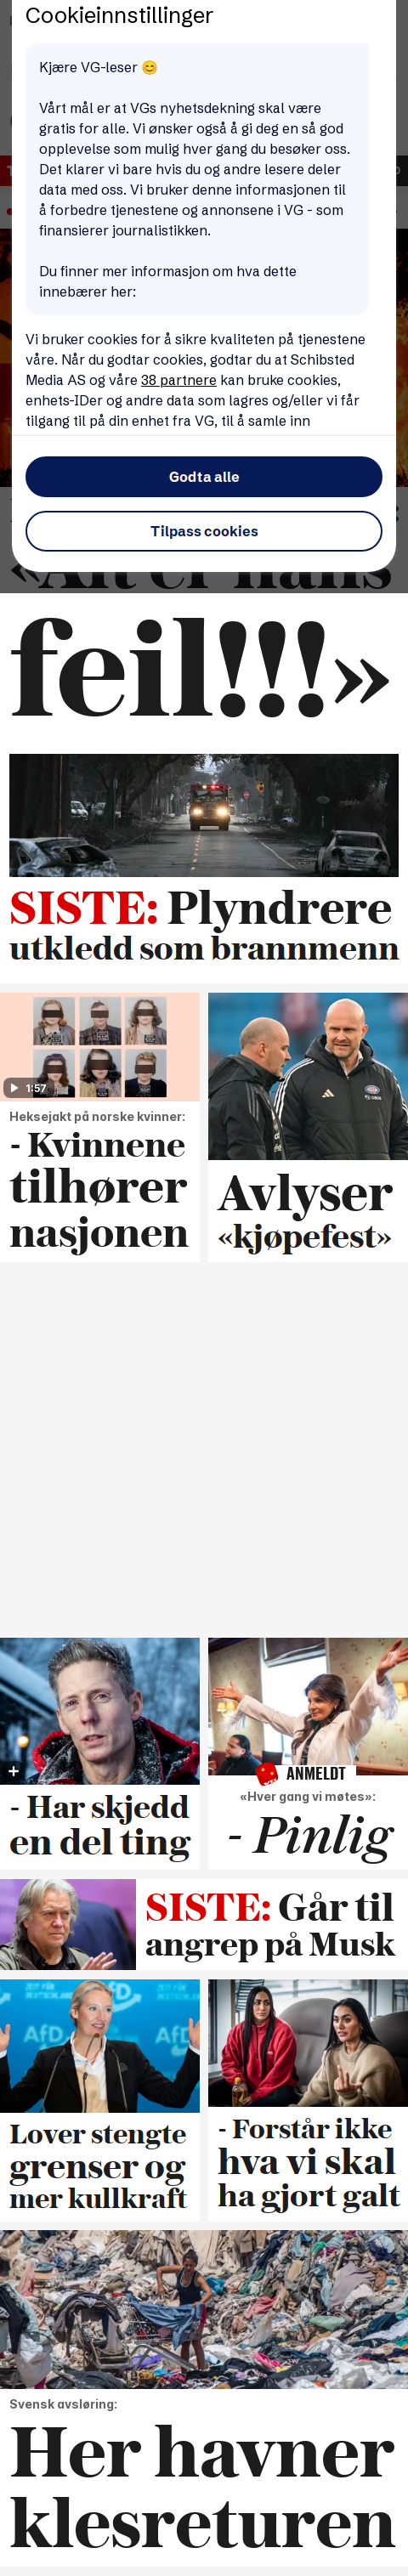 Cookieinnstillinger
Kjære VG-leser 😊
Vårt mål er at VGs nyhetsdekning skal være
gratis for alle. Vi ønsker også å gi deg en så god
opplevelse som mulig hver gang du besøker oss.
Det klarer vi bare hvis du og andre lesere deler
data med oss. Vi bruker denne informasjonen til
å forbedre tjenestene og annonsene i VG - som
finansierer journalistikken.
Du finner mer informasjon om hva dette
innebærer her:
Vi bruker cookies for å sikre kvaliteten på tjenestene
våre. Når du godtar cookies, godtar du at Schibsted
Media AS og våre 38 partnere kan bruke cookies,
enhets-IDer og andre data som lagres og/eller vi får
tilgang til på din enhet fra VG, til å samle inn
Godta alle
Tilpass cookies
«Alt er hans
feil!!!»
SISTE: Plyndrere
utkledd som brannmenn
1:57
Heksejakt på norske kvinner:
- Kvinnene
tilhører
nasjonen
Avlyser
«kjøpefest»
- Har skjedd
en del ting
ANMELDT
«Hver gang vi møtes»:
- Pinlig
SISTE: Går til
angrep på Musk
AfD
Lover stengte
grenser og
mer kullkraft
- Forstår ikke
hva vi skal
ha gjort galt
Svensk avsløring:
Her havner
klesreturen